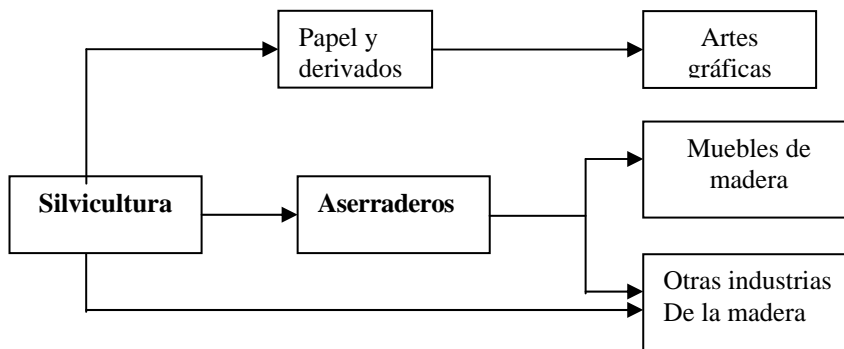 Papel y
derivados
Artes
gráficas
Muebles de
madera
Silvicultura
Aserraderos
Otras industrias
De la madera